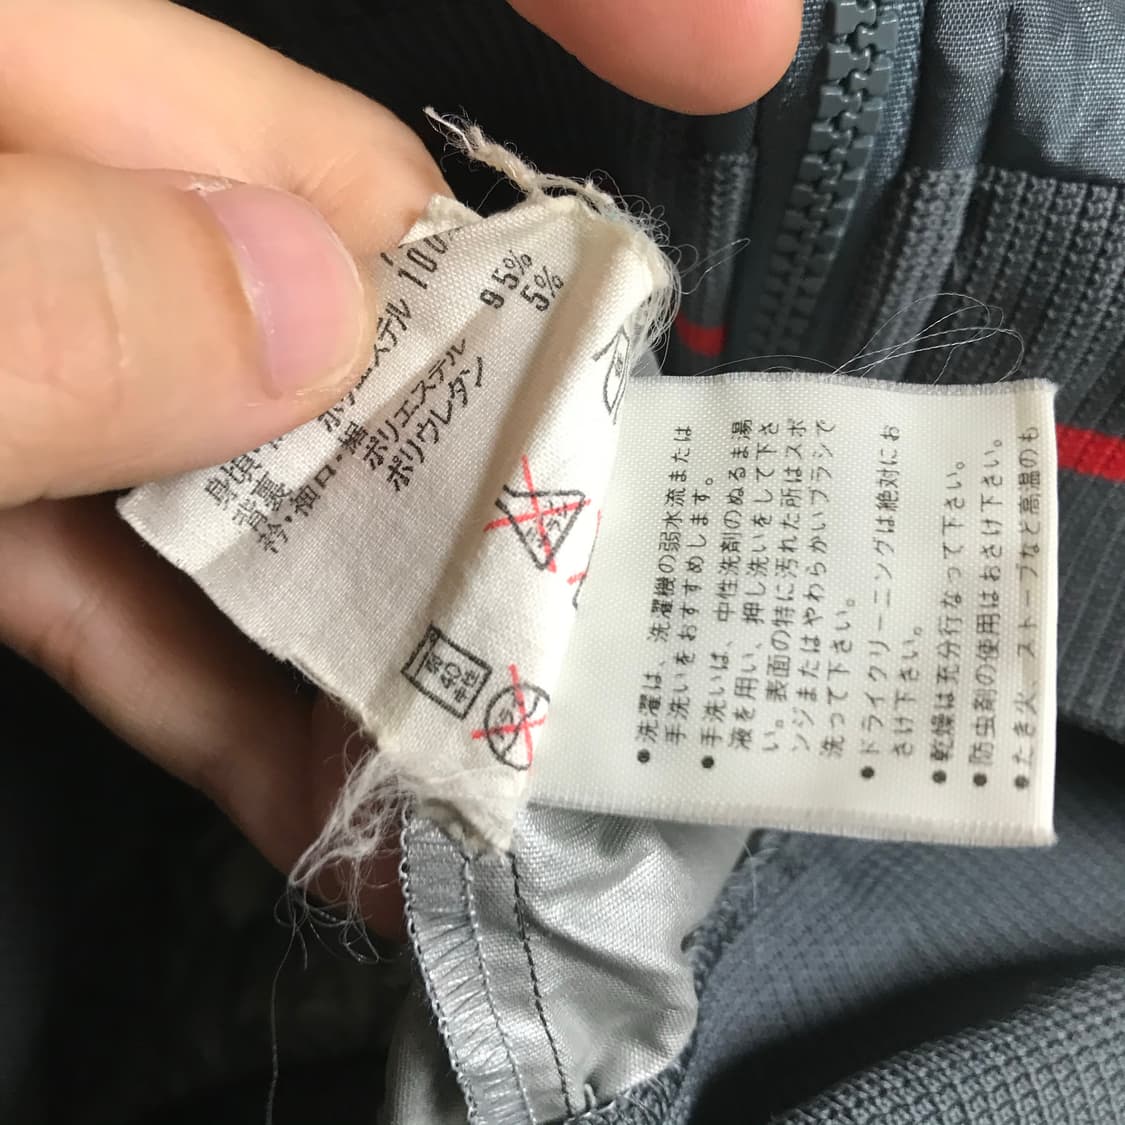 ポリエステル 100
95%
5%
ポリエステル
ポリウレタン
身頃裏
背衿・袖口・裾
弱
40
中性
● 洗濯は、洗濯機の弱水流または
手洗いをおすすめします。
● 手洗いは、中性洗剤のぬるま湯
液を用い、押し洗いをして下さ
い。表面の特に汚れた所はスポ
ンジまたはやわらかいブラシで
洗って下さい。
● ドライクリーニングは絶対にお
さけ下さい。
● 乾燥は充分行なって下さい。
● 防虫剤の使用はおさけ下さい。
● たき火、ストーブなど高温のも